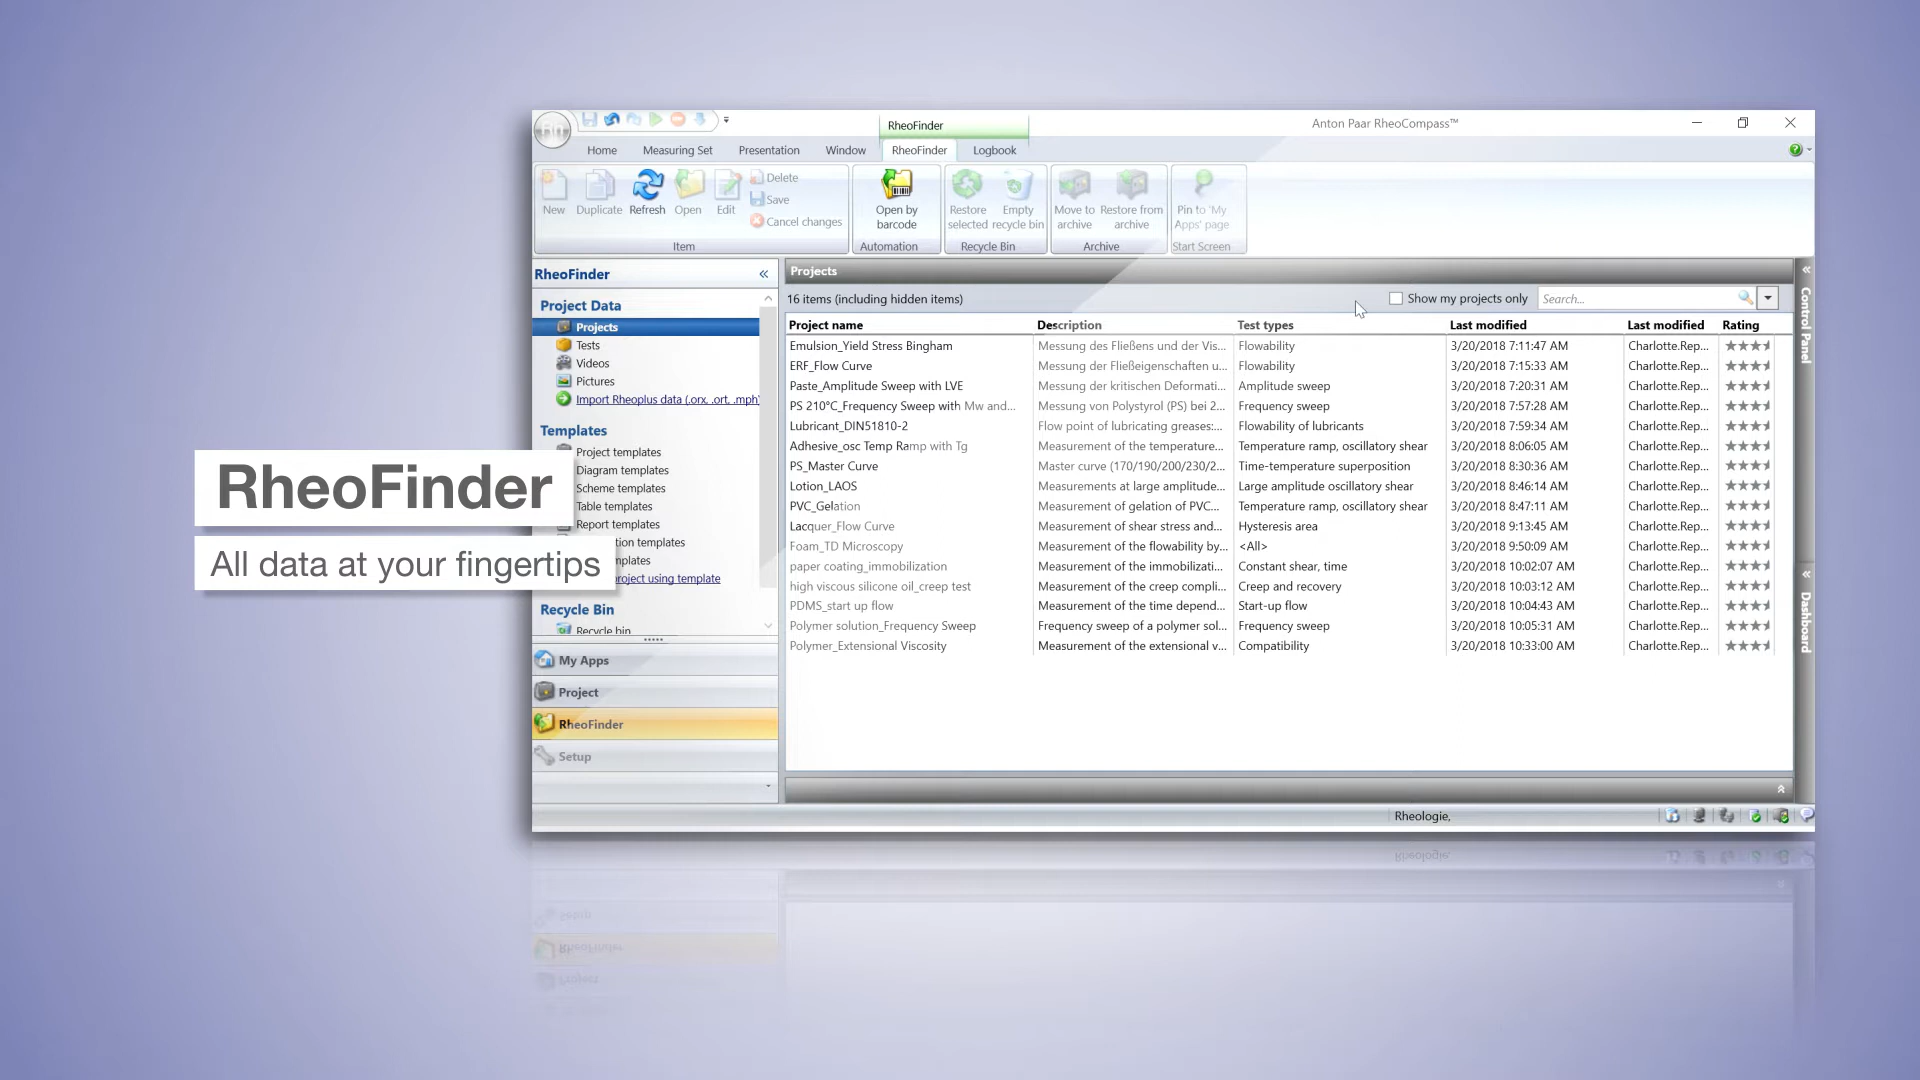 RheoFinder
Anton Paar RheoCompass™
Home Measuring Set Presentation Window RheoFinder Logbook
New Duplicate Refresh Open Edit
Delete
Save
Cancel changes
Item
Open by barcode
Automation
Restore selected
Empty recycle bin
Recycle Bin
Move to archive
Restore from archive
Archive
Pin to 'My Apps' page
Start Screen
RheoFinder
Project Data
Projects
Tests
Videos
Pictures
Import Rheoplus data (.orx, .ort, .mph)
Templates
Project templates
Diagram templates
Scheme templates
Table templates
Report templates
templates
project using template
Recycle Bin
Recycle bin
My Apps
Project
RheoFinder
Setup
RheoFinder
All data at your fingertips
Projects
16 items (including hidden items)
Show my projects only
Search...
Project name Description Test types Last modified Last modified Rating
Emulsion_Yield Stress Bingham Messung des Fließens und der Vis... Flowability 3/20/2018 7:11:47 AM Charlotte.Rep...
ERF_Flow Curve Messung der Fließeigenschaften u... Flowability 3/20/2018 7:15:33 AM Charlotte.Rep...
Paste_Amplitude Sweep with LVE Messung der kritischen Deformati... Amplitude sweep 3/20/2018 7:20:31 AM Charlotte.Rep...
PS 210°C_Frequency Sweep with Mw and... Messung von Polystyrol (PS) bei 2... Frequency sweep 3/20/2018 7:57:28 AM Charlotte.Rep...
Lubricant_DIN51810-2 Flow point of lubricating greases:... Flowability of lubricants 3/20/2018 7:59:34 AM Charlotte.Rep...
Adhesive_osc Temp Ramp with Tg Measurement of the temperature... Temperature ramp, oscillatory shear 3/20/2018 8:06:05 AM Charlotte.Rep...
PS_Master Curve Master curve (170/190/200/230/2... Time-temperature superposition 3/20/2018 8:30:36 AM Charlotte.Rep...
Lotion_LAOS Measurements at large amplitude... Large amplitude oscillatory shear 3/20/2018 8:46:14 AM Charlotte.Rep...
PVC_Gelation Measurement of gelation of PVC... Temperature ramp, oscillatory shear 3/20/2018 8:47:11 AM Charlotte.Rep...
Lacquer_Flow Curve Measurement of shear stress and... Hysteresis area 3/20/2018 9:13:45 AM Charlotte.Rep...
Foam_TD Microscopy Measurement of the flowability by... <All> 3/20/2018 9:50:09 AM Charlotte.Rep...
paper coating_immobilization Measurement of the immobilizati... Constant shear, time 3/20/2018 10:02:07 AM Charlotte.Rep...
high viscous silicone oil_creep test Measurement of the creep compli... Creep and recovery 3/20/2018 10:03:12 AM Charlotte.Rep...
PDMS_start up flow Measurement of the time depend... Start-up flow 3/20/2018 10:04:43 AM Charlotte.Rep...
Polymer solution_Frequency Sweep Frequency sweep of a polymer sol... Frequency sweep 3/20/2018 10:05:31 AM Charlotte.Rep...
Polymer_Extensional Viscosity Measurement of the extensional v... Compatibility 3/20/2018 10:33:00 AM Charlotte.Rep...
Control Panel
Dashboard
Rheologie,